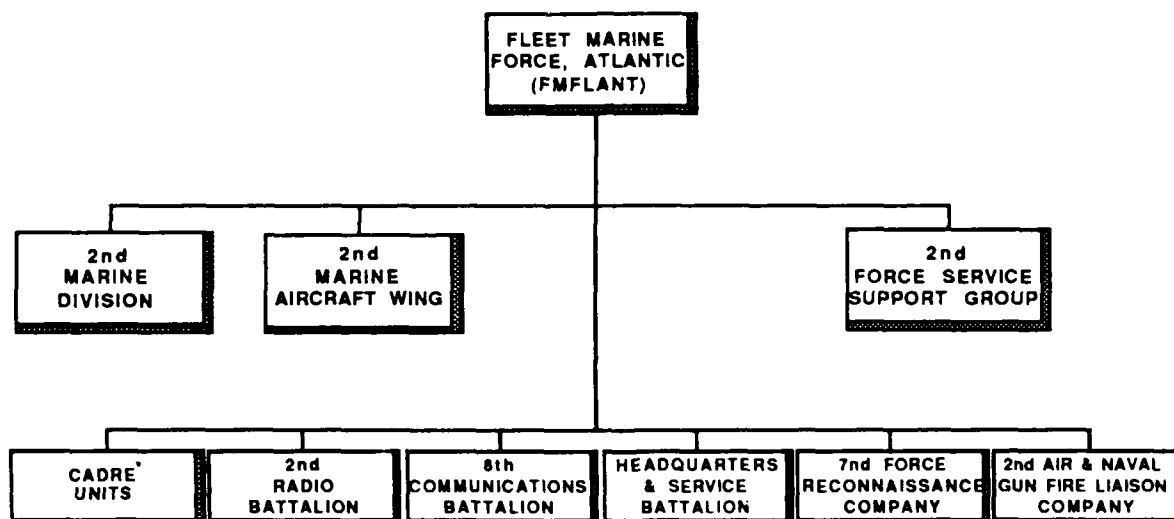 FLEET MARINE
FORCE, ATLANTIC
(FMFLANT)
2nd
MARINE
DIVISION
2nd
MARINE
AIRCRAFT WING
2nd
FORCE SERVICE
SUPPORT GROUP
CADRE*
UNITS
2nd
RADIO
BATTALION
8th
COMMUNICATIONS
BATTALION
HEADQUARTERS
& SERVICE
BATTALION
7nd FORCE
RECONNAISSANCE
COMPANY
2nd AIR & NAVAL
GUN FIRE LIAISON
COMPANY